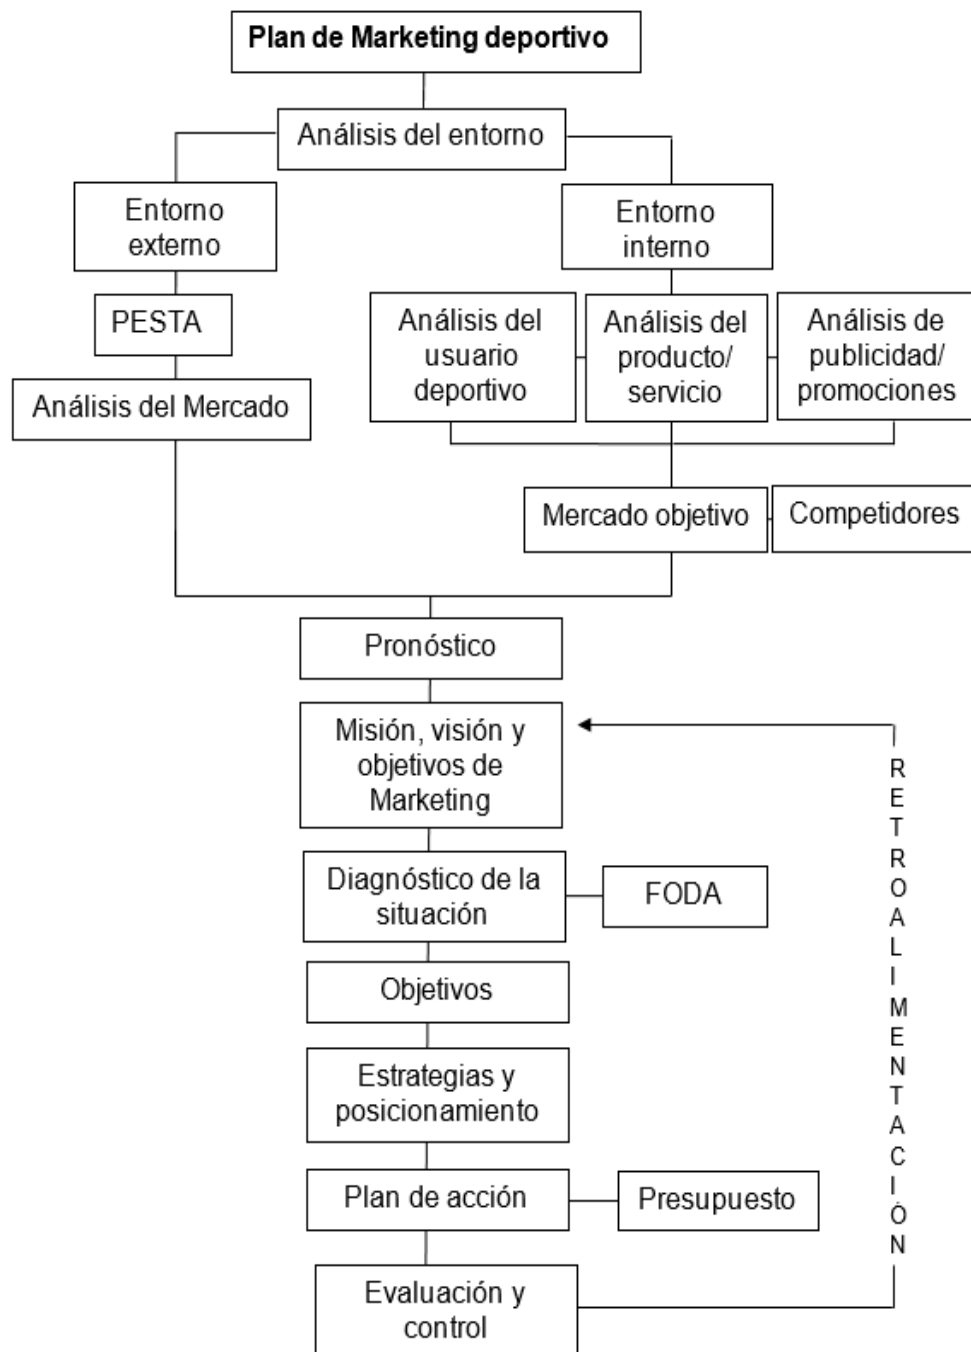 Plan de Marketing deportivo
Análisis del entorno
Entorno
externo
Entorno
interno
PESTA
Análisis del
usuario
deportivo
Análisis del
producto/
servicio
Análisis de
publicidad/
promociones
Análisis del Mercado
Mercado objetivo
Competidores
Pronóstico
Misión, visión y
objetivos de
Marketing
Diagnóstico de la
situación
FODA
Objetivos
Estrategias y
posicionamiento
Plan de acción
Presupuesto
Evaluación y
control
RETROALIMENTACIÓN